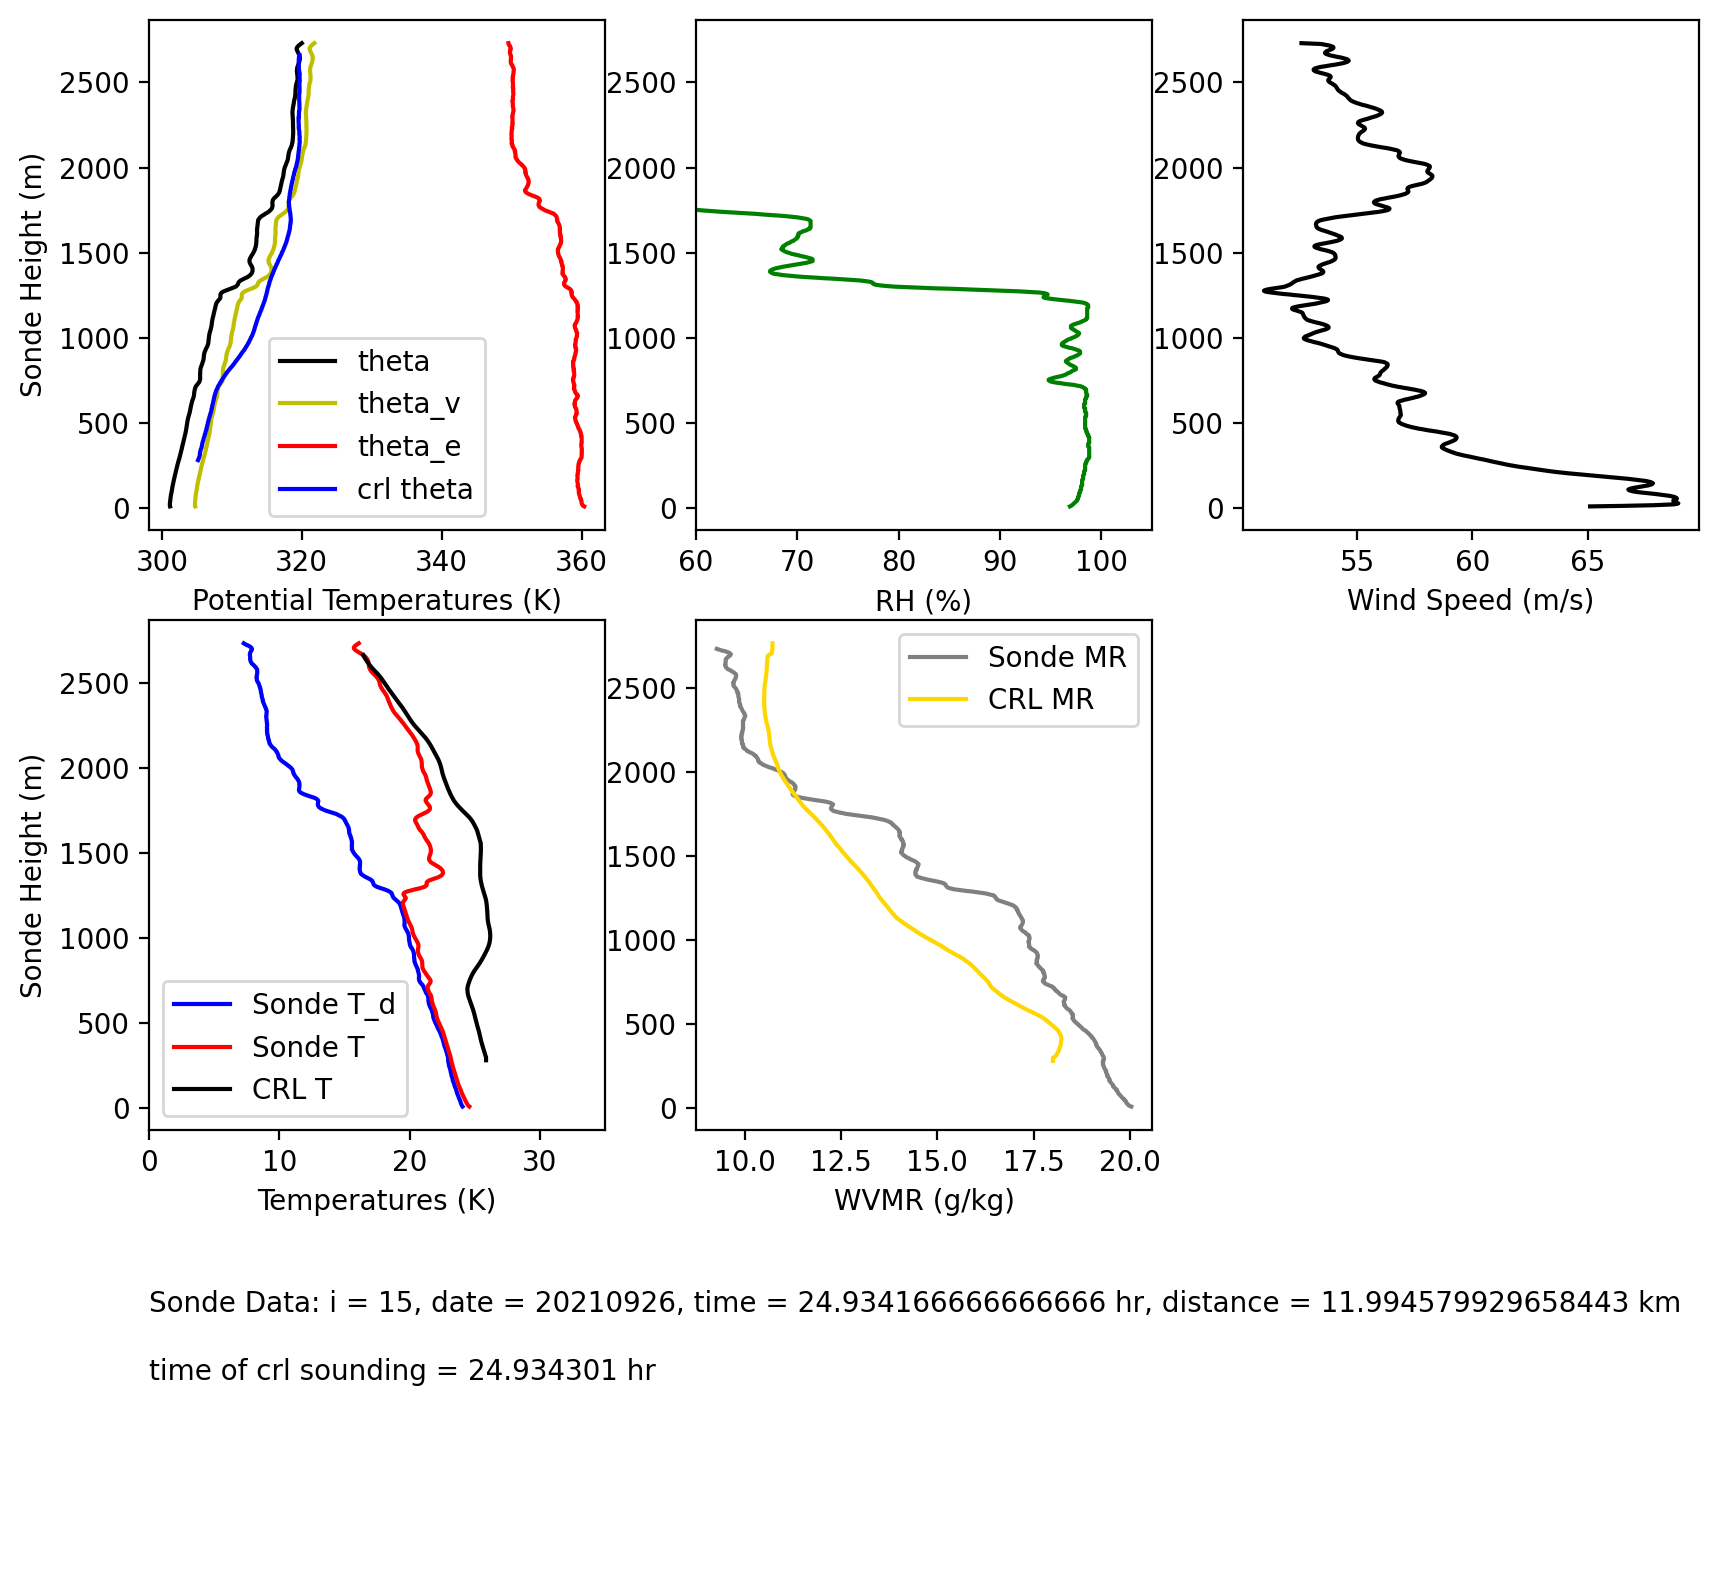 2500
2000
1500
1000
500
0
Sonde Height (m)
300 320 340 360
Potential Temperatures (K)
theta
theta_v
theta_e
crl theta
2500
2000
1500
1000
500
0
60 70 80 90 100
RH (%)
2500
2000
1500
1000
500
0
55 60 65
Wind Speed (m/s)
2500
2000
1500
1000
500
0
Sonde Height (m)
Sonde T_d
Sonde T
CRL T
0 10 20 30
Temperatures (K)
2500
2000
1500
1000
500
0
Sonde MR
CRL MR
10.0 12.5 15.0 17.5 20.0
WVMR (g/kg)
Sonde Data: i = 15, date = 20210926, time = 24.934166666666666 hr, distance = 11.994579929658443 km
time of crl sounding = 24.934301 hr